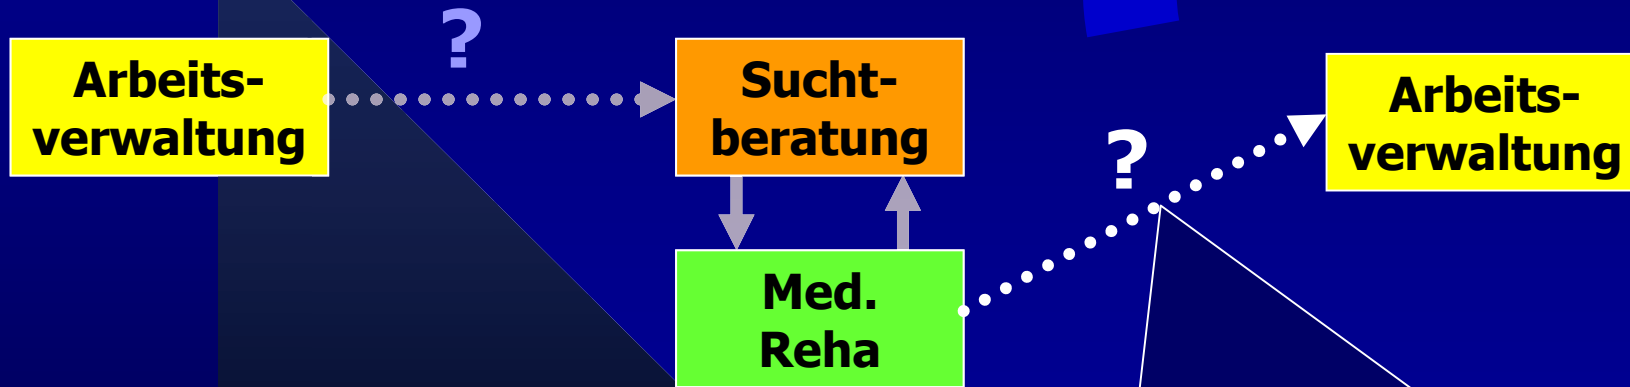 ?
Arbeits-
verwaltung
Sucht-
beratung
Arbeits-
verwaltung
?
Med.
Reha